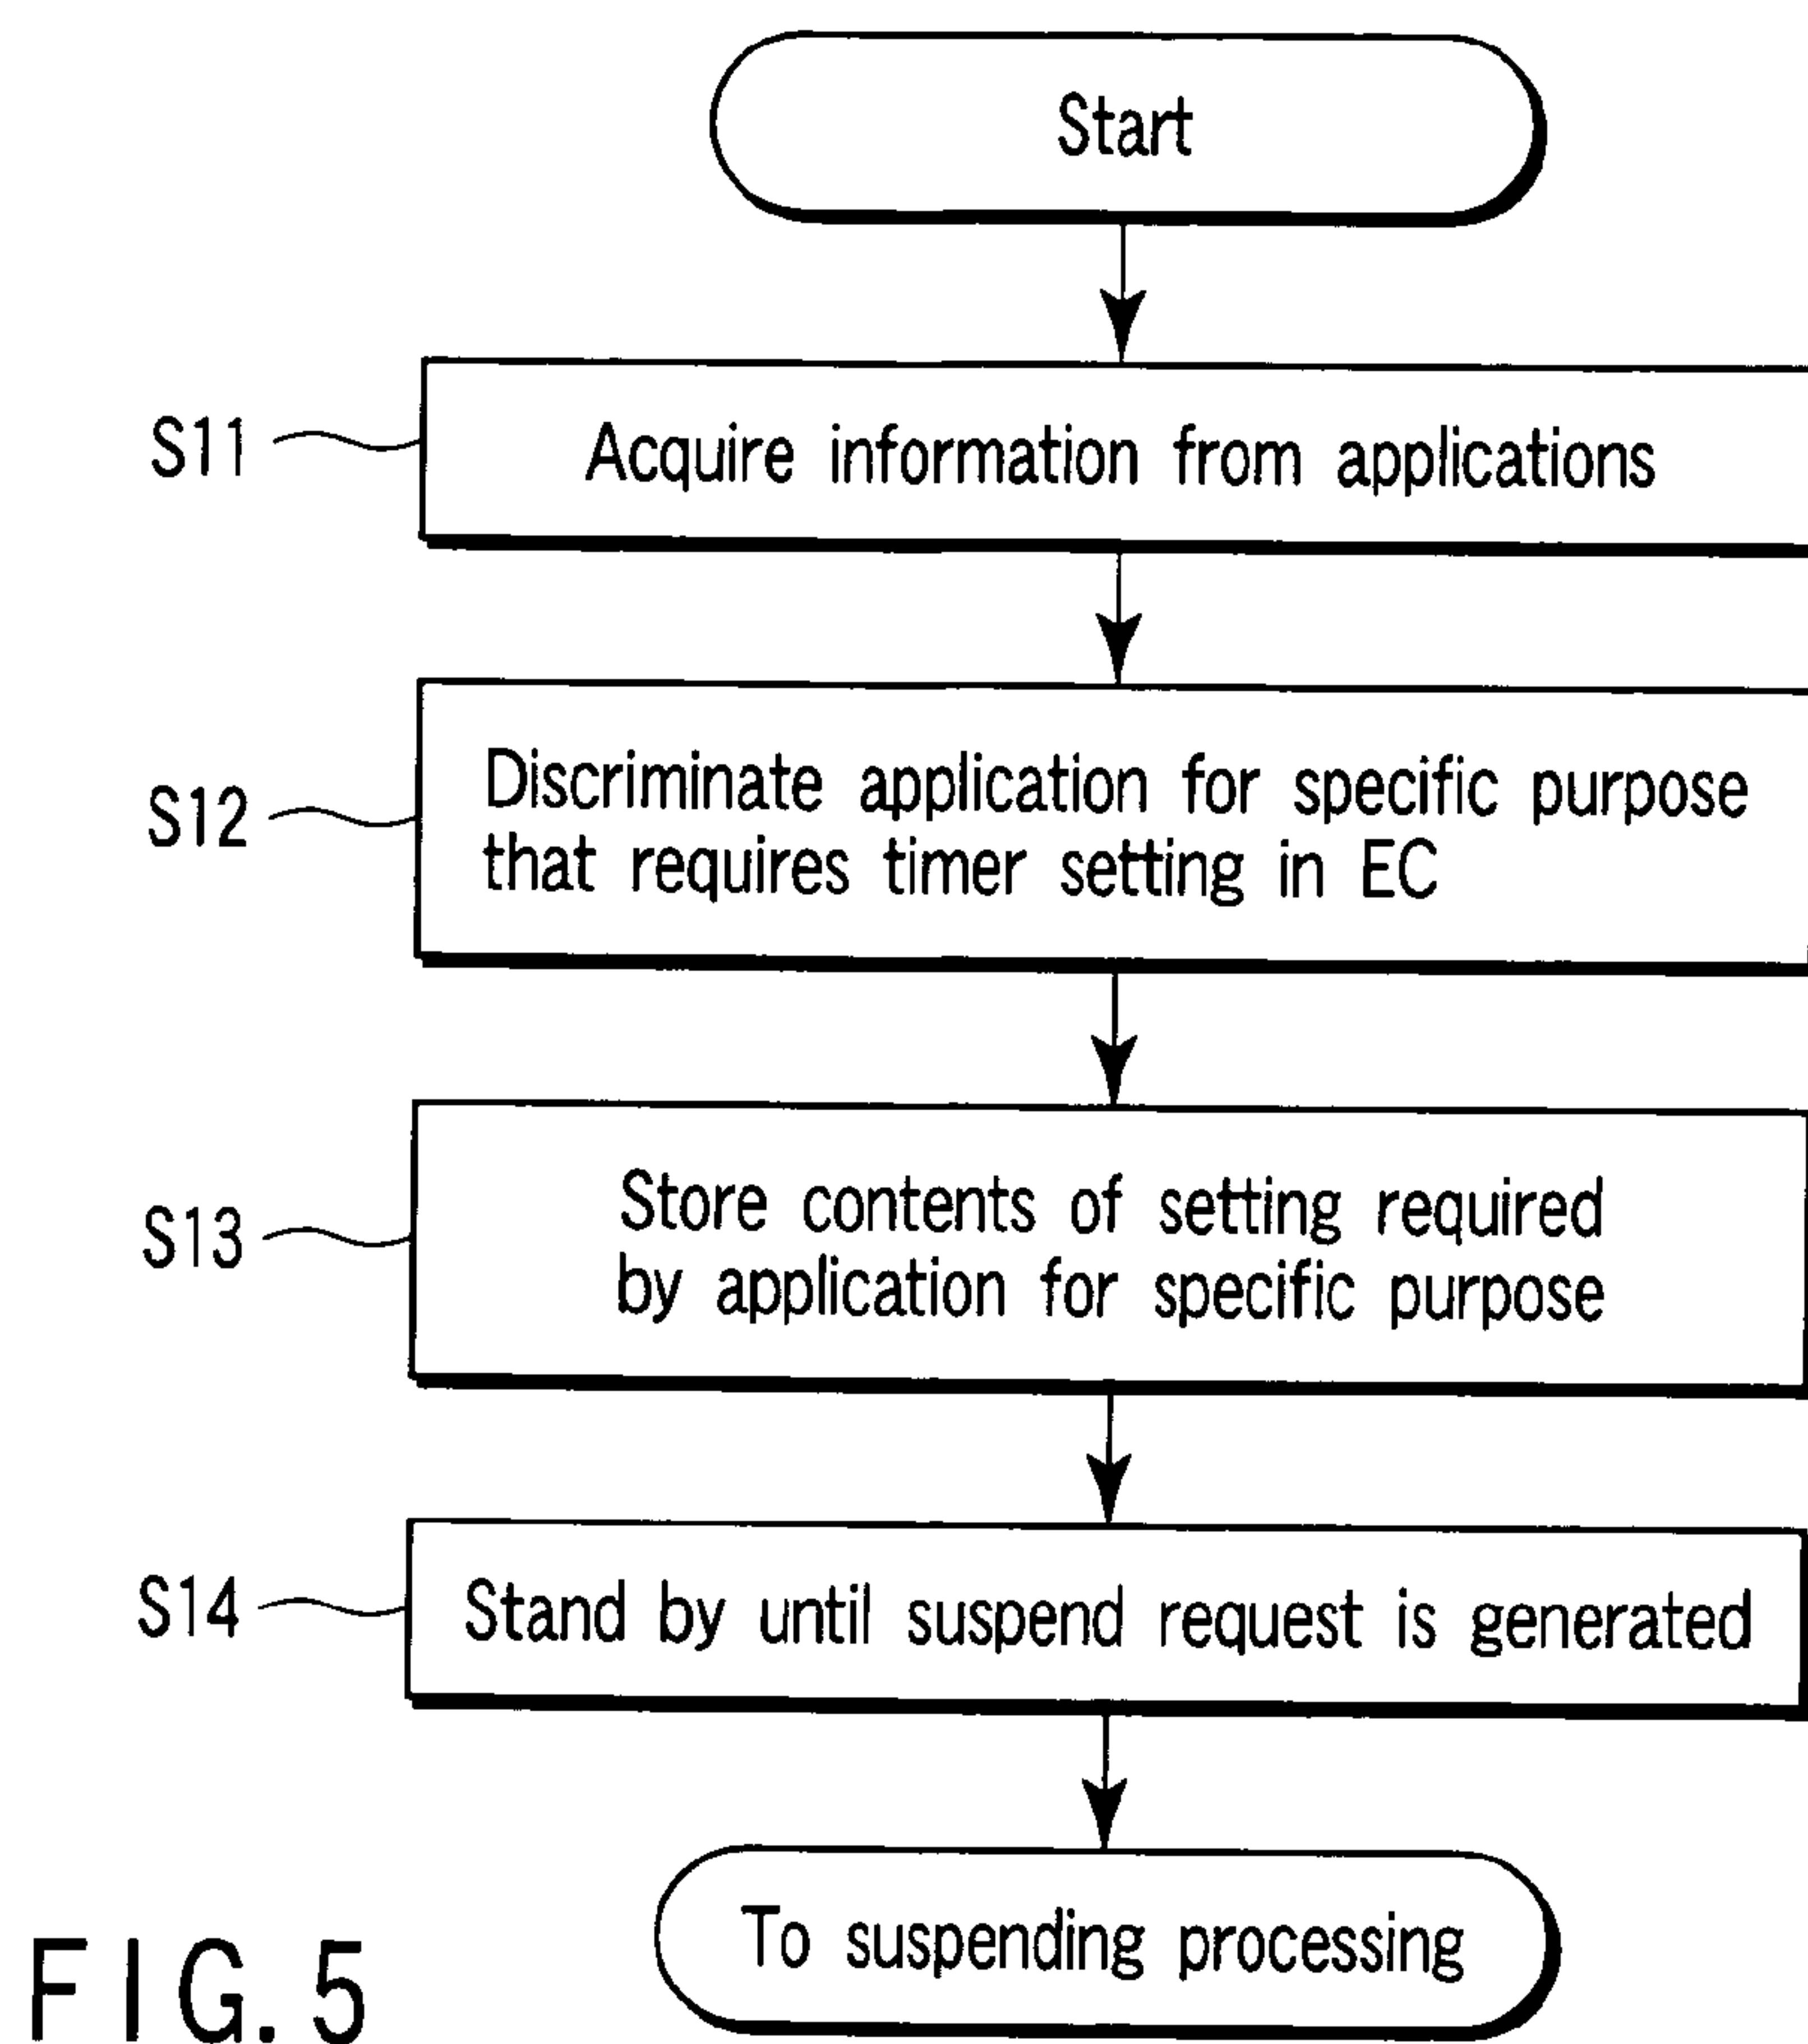 Start
S11
Acquire information from applications
S12
Discriminate application for specific purpose
that requires timer setting in EC
S13
Store contents of setting required
by application for specific purpose
S14
Stand by until suspend request is generated
To suspending processing
FIG. 5